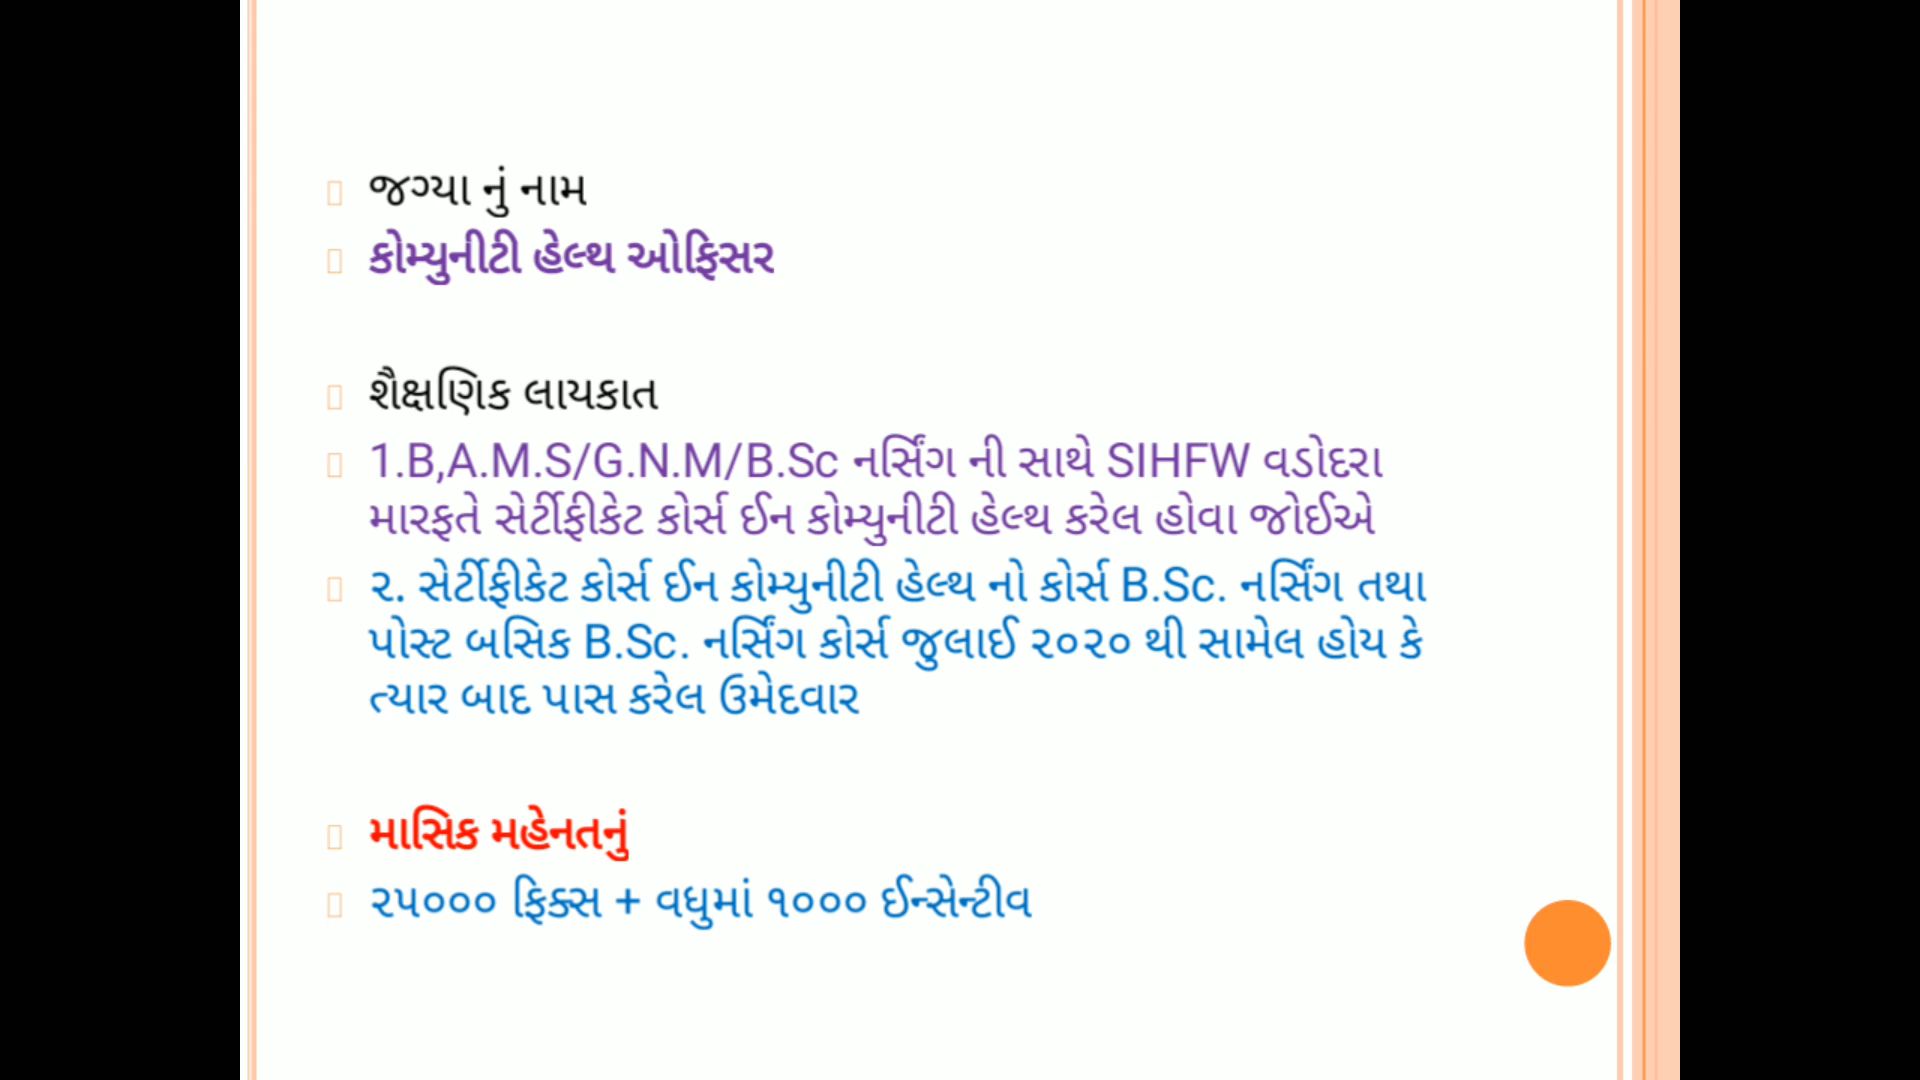 જગ્યા નું નામ
કોમ્યુનીટી હેલ્થ ઓફિસર
શૈક્ષણિક લાયકાત
1.B,A.M.S/G.N.M/B.Sc નર્સિંગ ની સાથે SIHFW વડોદરા
મારફતે સેર્ટીફીકેટ કોર્સ ઈન કોમ્યુનીટી હેલ્થ કરેલ હોવા જોઈએ
૨. સેર્ટીફીકેટ કોર્સ ઈન કોમ્યુનીટી હેલ્થ નો કોર્સ B.Sc. નર્સિંગ તથા
પોસ્ટ બસિક B.Sc. નર્સિંગ કોર્સ જુલાઈ ૨૦૨૦ થી સામેલ હોય કે
ત્યાર બાદ પાસ કરેલ ઉમેદવાર
માસિક મહેનતનું
૨૫૦૦૦ ફિક્સ + વધુમાં ૧૦૦૦ ઈન્સેન્ટીવ